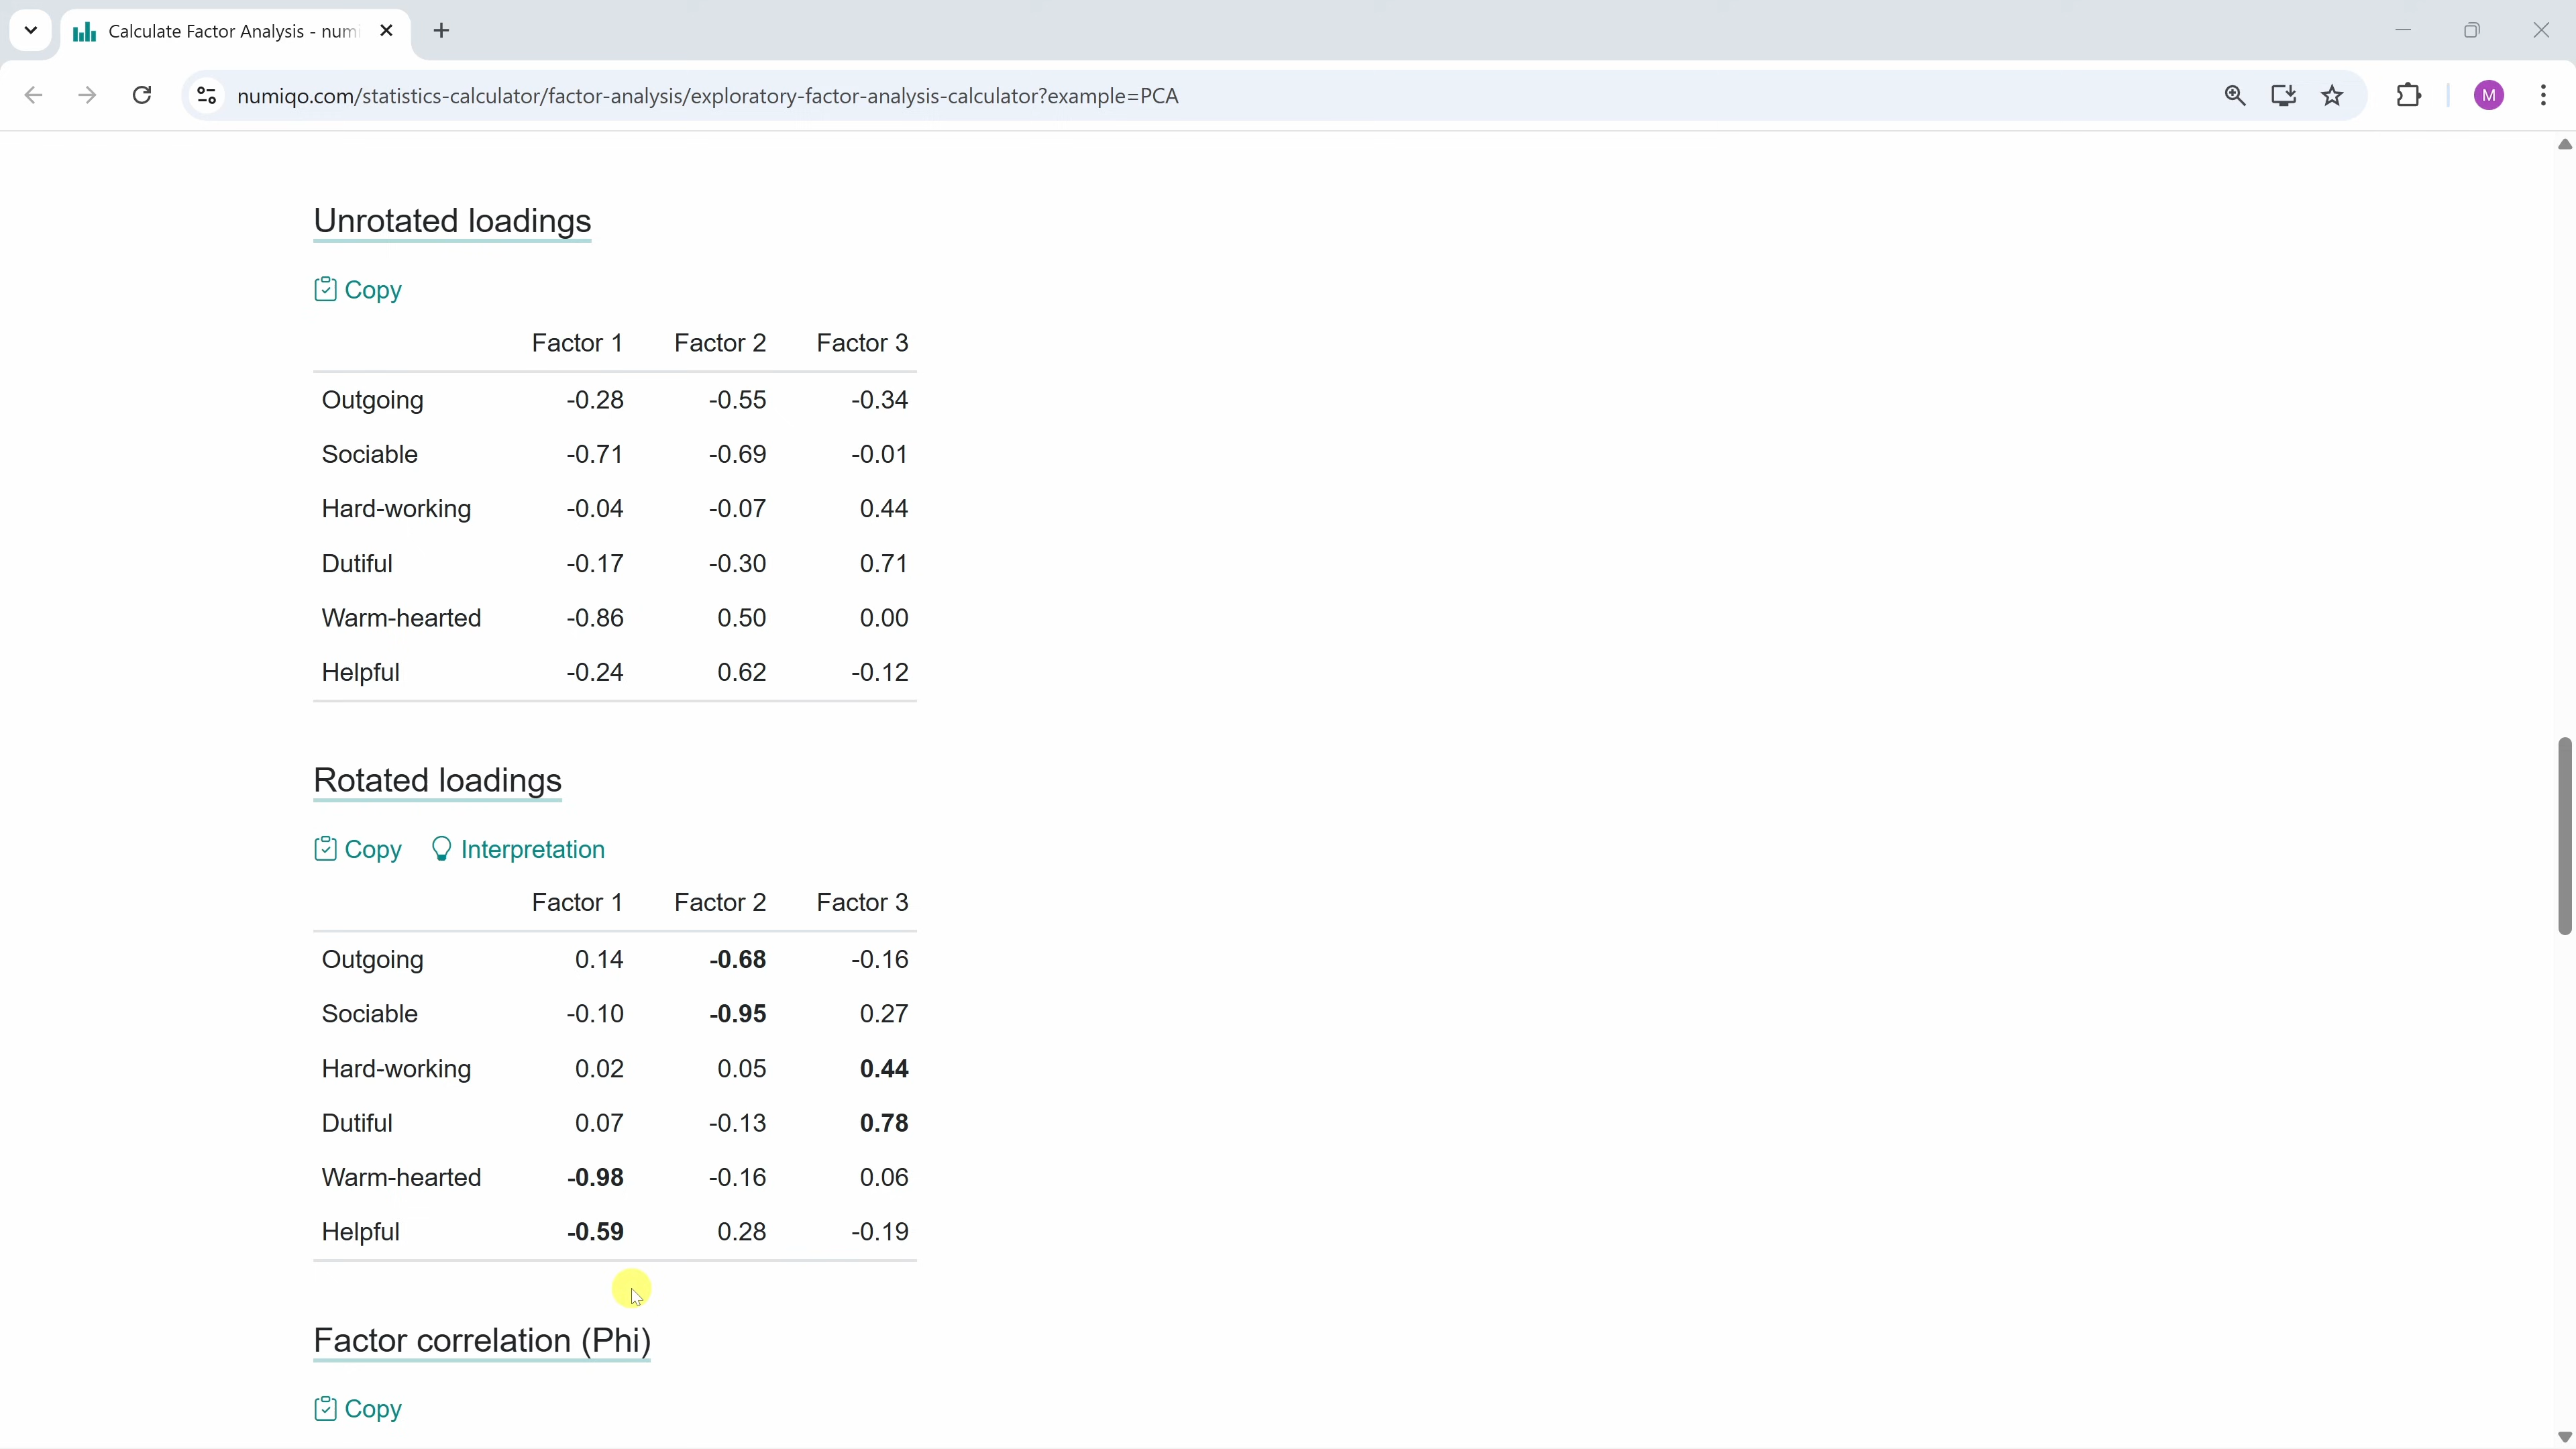 Calculate Factor Analysis - numi
numiqo.com/statistics-calculator/factor-analysis/exploratory-factor-analysis-calculator?example=PCA
M
Unrotated loadings
Copy
Factor 1 Factor 2 Factor 3
Outgoing -0.28 -0.55 -0.34
Sociable -0.71 -0.69 -0.01
Hard-working -0.04 -0.07 0.44
Dutiful -0.17 -0.30 0.71
Warm-hearted -0.86 0.50 0.00
Helpful -0.24 0.62 -0.12
Rotated loadings
Copy Interpretation
Factor 1 Factor 2 Factor 3
Outgoing 0.14 -0.68 -0.16
Sociable -0.10 -0.95 0.27
Hard-working 0.02 0.05 0.44
Dutiful 0.07 -0.13 0.78
Warm-hearted -0.98 -0.16 0.06
Helpful -0.59 0.28 -0.19
Factor correlation (Phi)
Copy